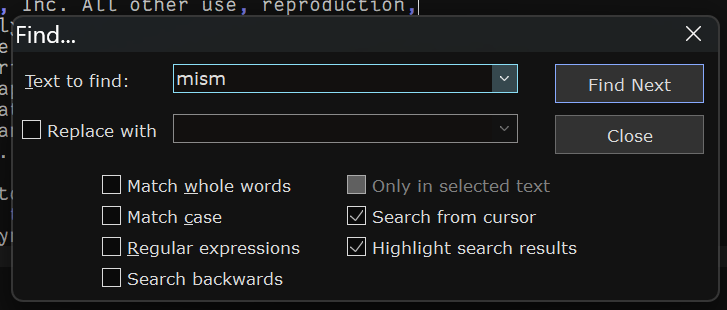 , Inc. All other use, reproduction,
Find...
Text to find: mism
Find Next
Replace with
Close
Match whole words
Only in selected text
Match case
Search from cursor
Regular expressions
Highlight search results
Search backwards